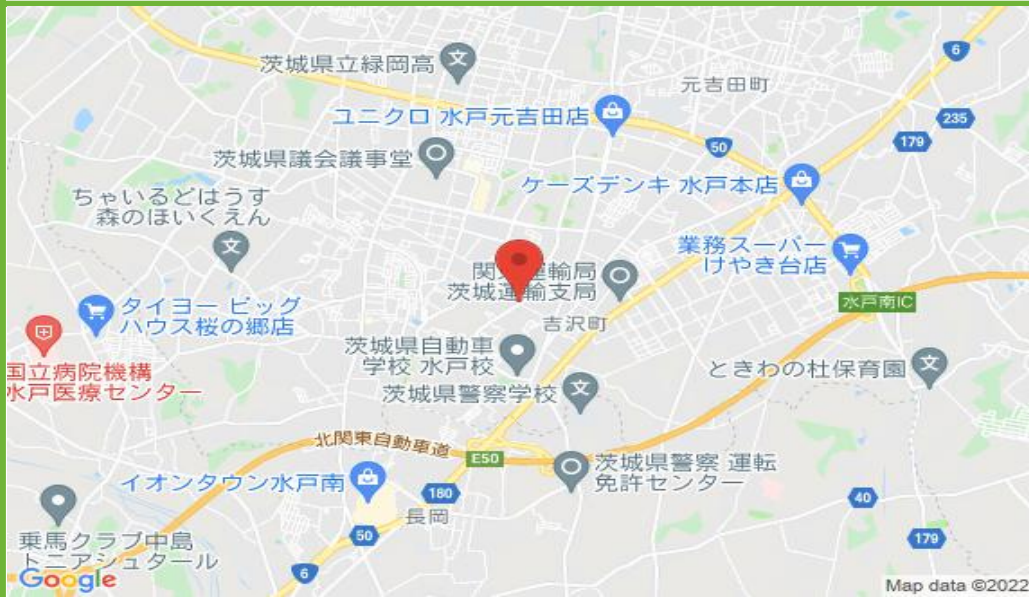 茨城県立緑岡高
6
元吉田町
ユニクロ 水戸元吉田店
235
179
50
茨城県議会議事堂
ケーズデンキ 水戸本店
ちゃいるどはうす
森のほいくえん
業務スーパー
けやき台店
茨城運輸支局
水戸南IC
タイヨー ビッグ
ハウス桜の郷店
吉沢町
茨城県自動車
学校 水戸校
国立病院機構
水戸医療センター
ときわの杜保育園
茨城県警察学校
北関東自動車道
E50
茨城県警察 運転
免許センター
イオンタウン水戸南
180
40
長岡
50
179
乗馬クラブ中島
トニアシュタール
6
Google
Map data ©2022